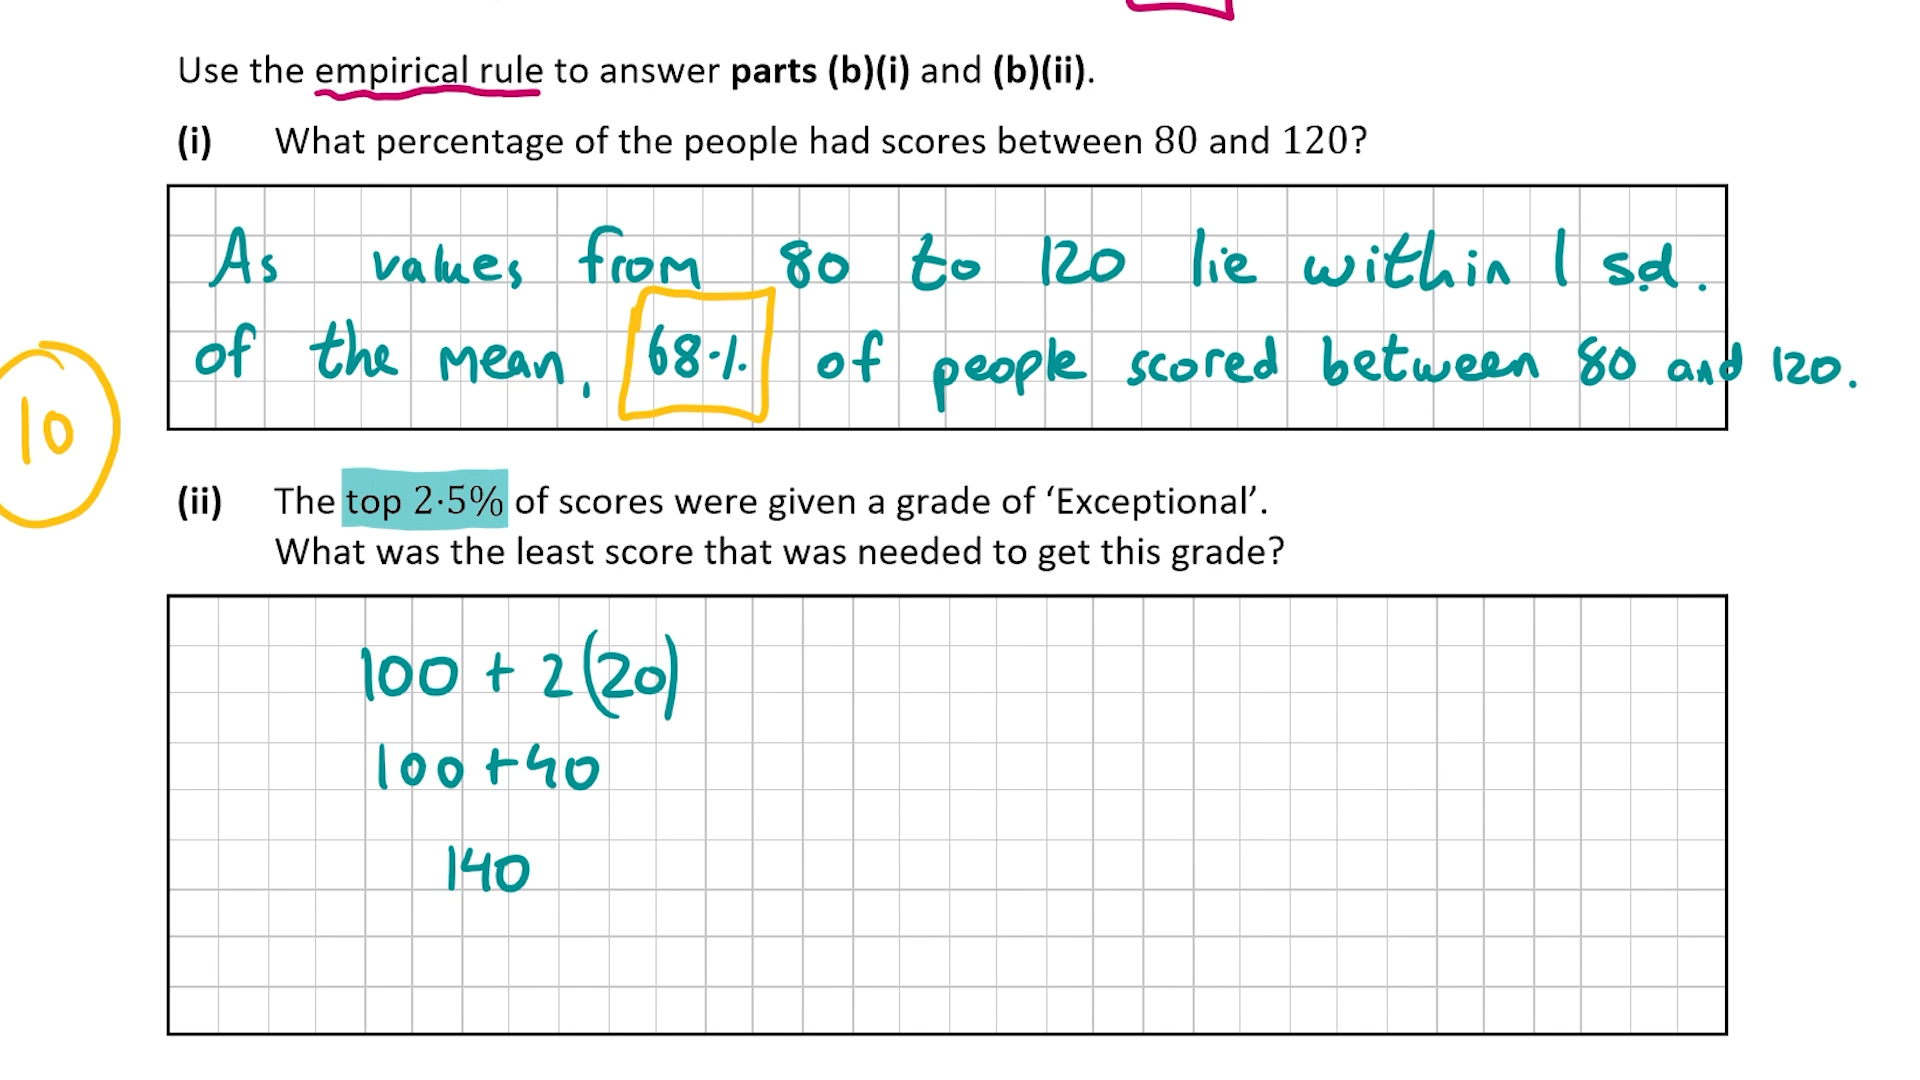 Use the empirical rule to answer parts (b)(i) and (b)(ii).
(i) What percentage of the people had scores between 80 and 120?
As values from 80 to 120 lie within 1 s.d.
of the mean, 68% of people scored between 80 and 120.
10
(ii) The top 2·5% of scores were given a grade of ‘Exceptional’.
What was the least score that was needed to get this grade?
100 + 2(20)
100 + 40
140